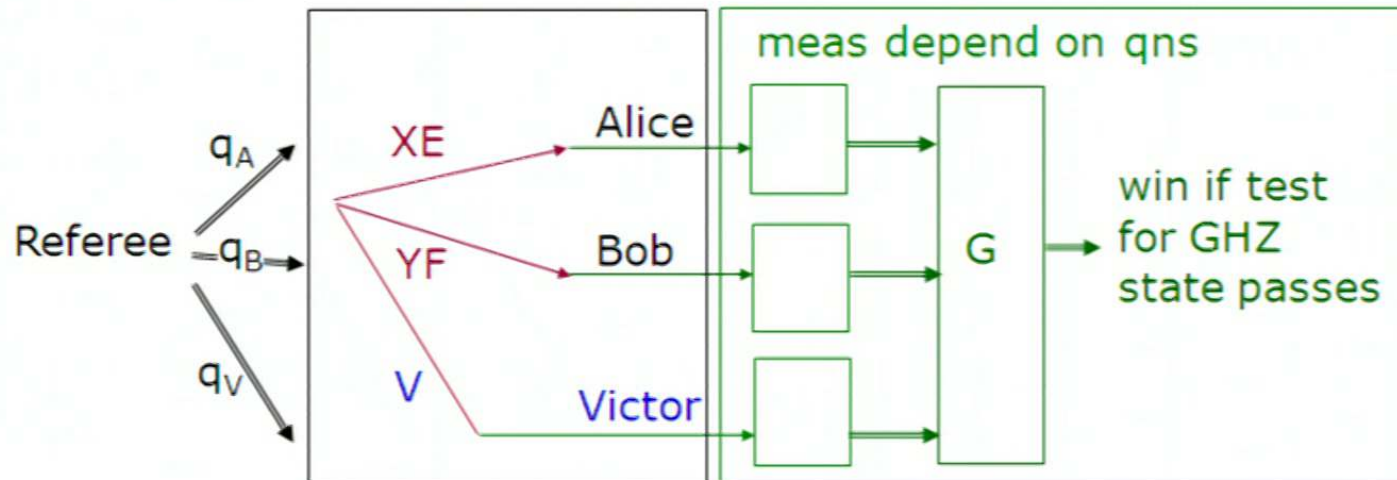 meas depend on qns
Alice
XE
q_A
win if test
for GHZ
state passes
Referee
q_B
YF
Bob
G
q_V
V
Victor